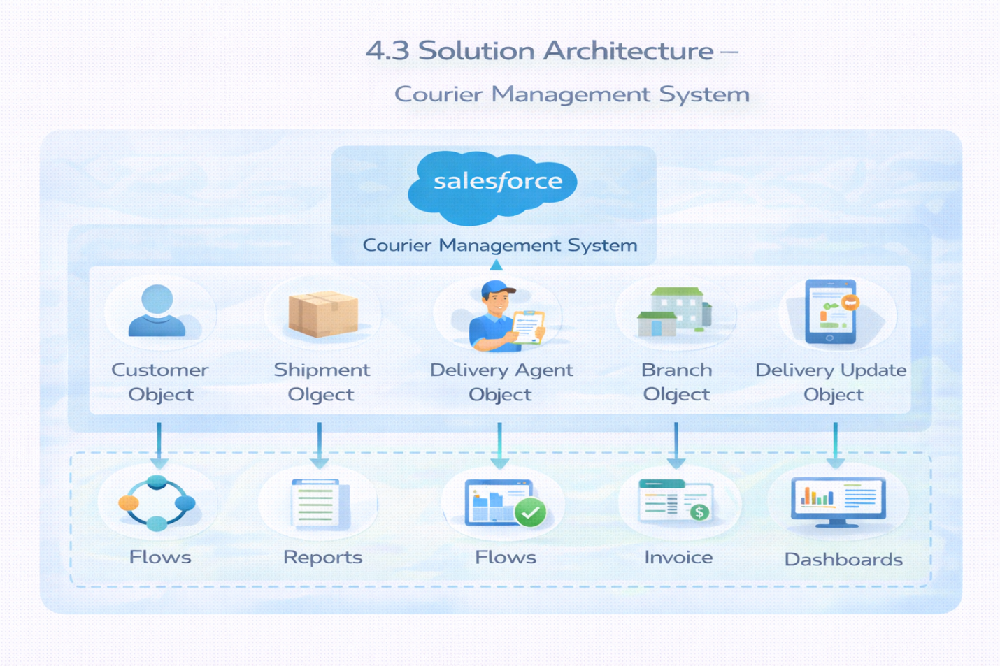 4.3 Solution Architecture –
Courier Management System
salesforce
Courier Management System
Customer
Object
Shipment
Olgect
Delivery Agent
Object
Branch
Olgect
Delivery Update
Object
Flows
Reports
Flows
Invoice
Dashboards